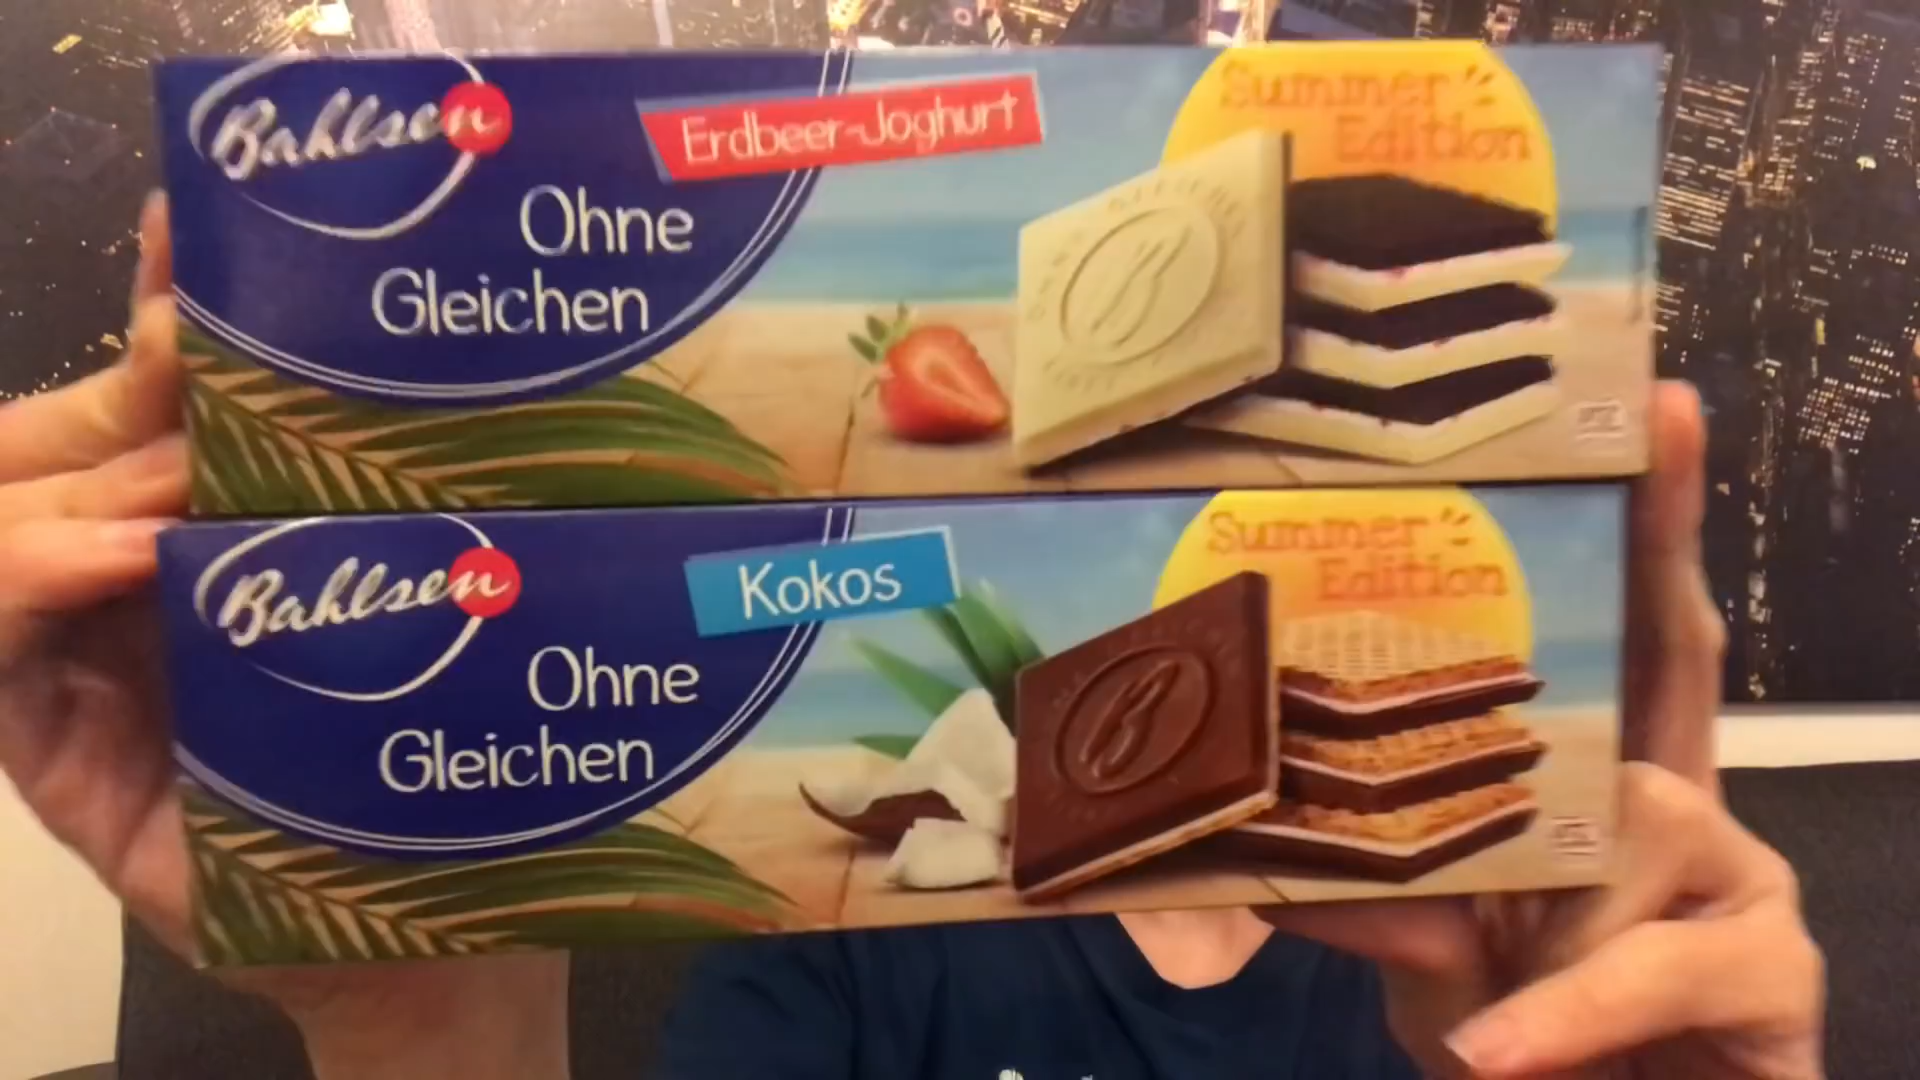 Bahlsen
Erdbeer-Joghurt
Summer
Edition
Ohne
Gleichen
Bahlsen
Kokos
Summer
Edition
Ohne
Gleichen